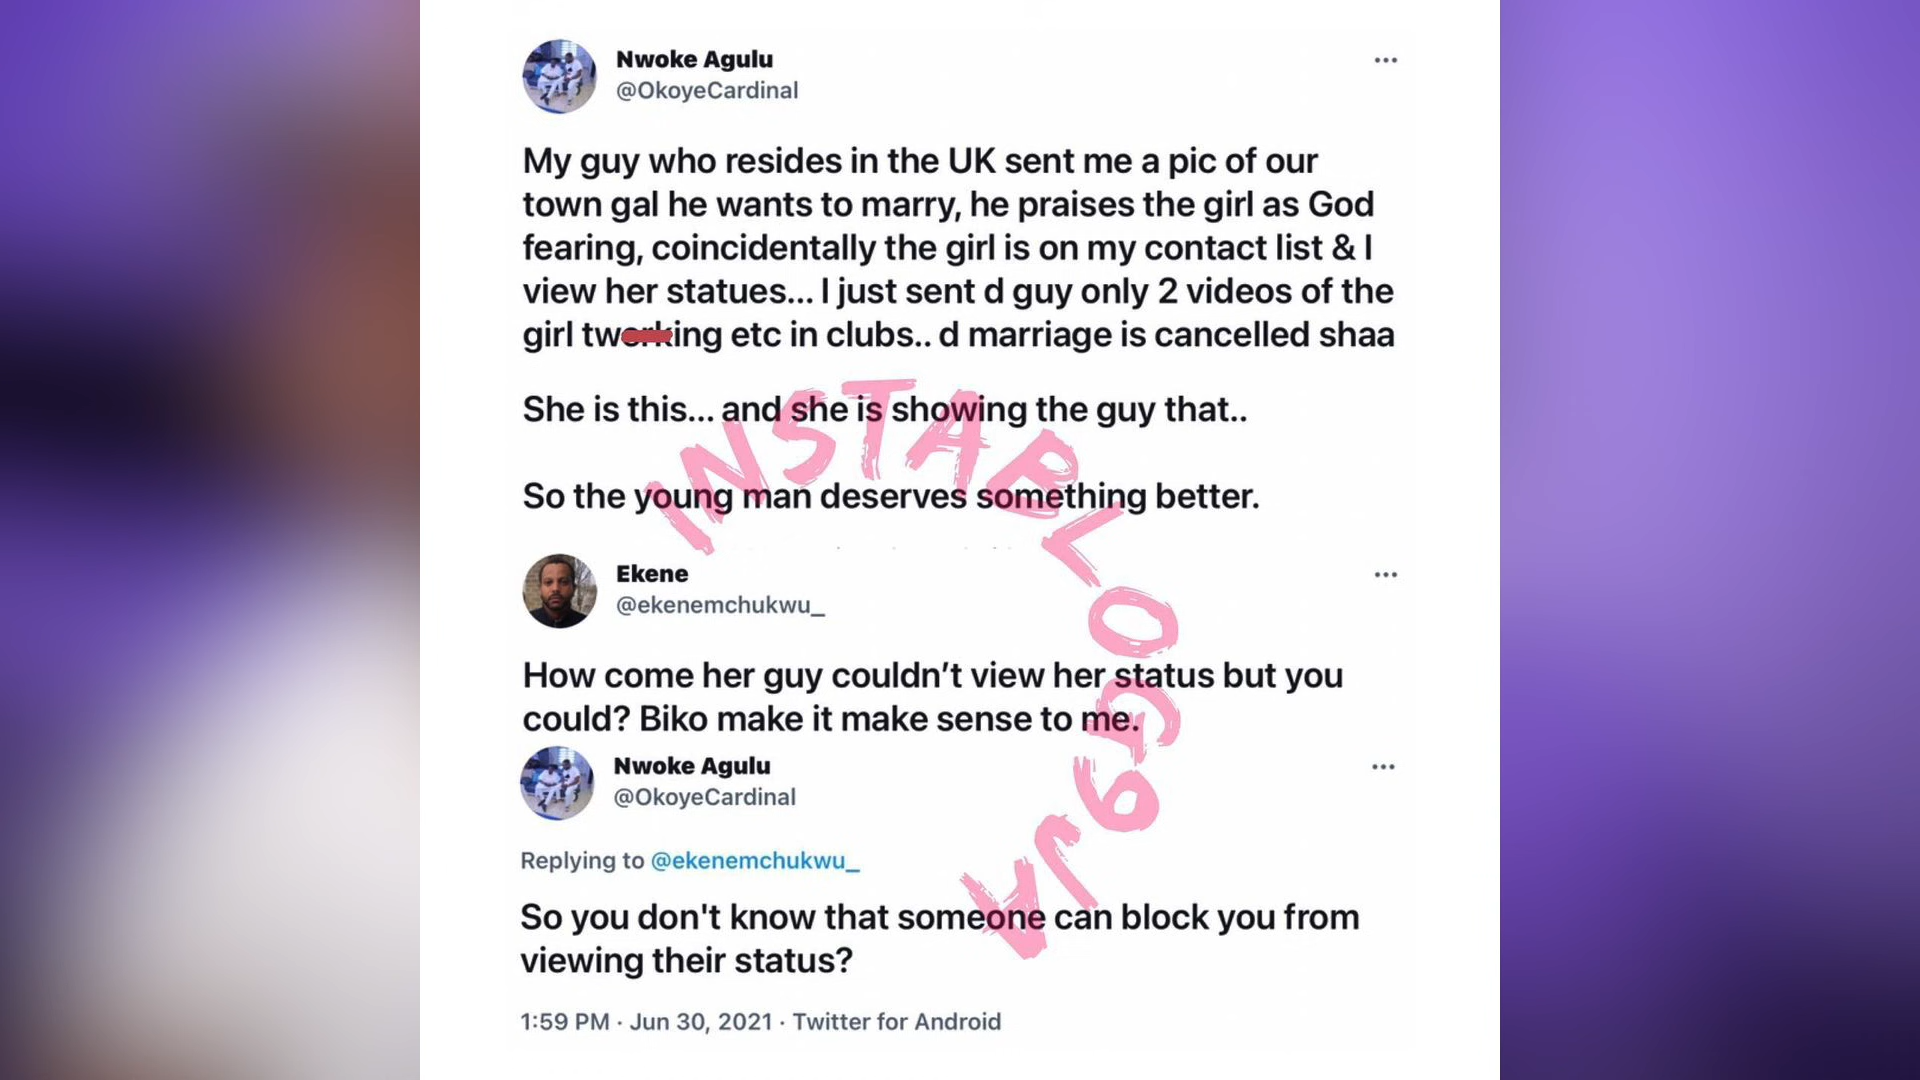 Nwoke Agulu
@OkoyeCardinal
My guy who resides in the UK sent me a pic of our
town gal he wants to marry, he praises the girl as God
fearing, coincidentally the girl is on my contact list & I
view her statues... I just sent d guy only 2 videos of the
girl twerking etc in clubs.. d marriage is cancelled shaa
She is this... and she is showing the guy that..
So the young man deserves something better.
INSTABLOG9JA
Ekene
@ekenemchukwu_
How come her guy couldn’t view her status but you
could? Biko make it make sense to me.
Nwoke Agulu
@OkoyeCardinal
Replying to @ekenemchukwu_
So you don't know that someone can block you from
viewing their status?
1:59 PM · Jun 30, 2021 · Twitter for Android